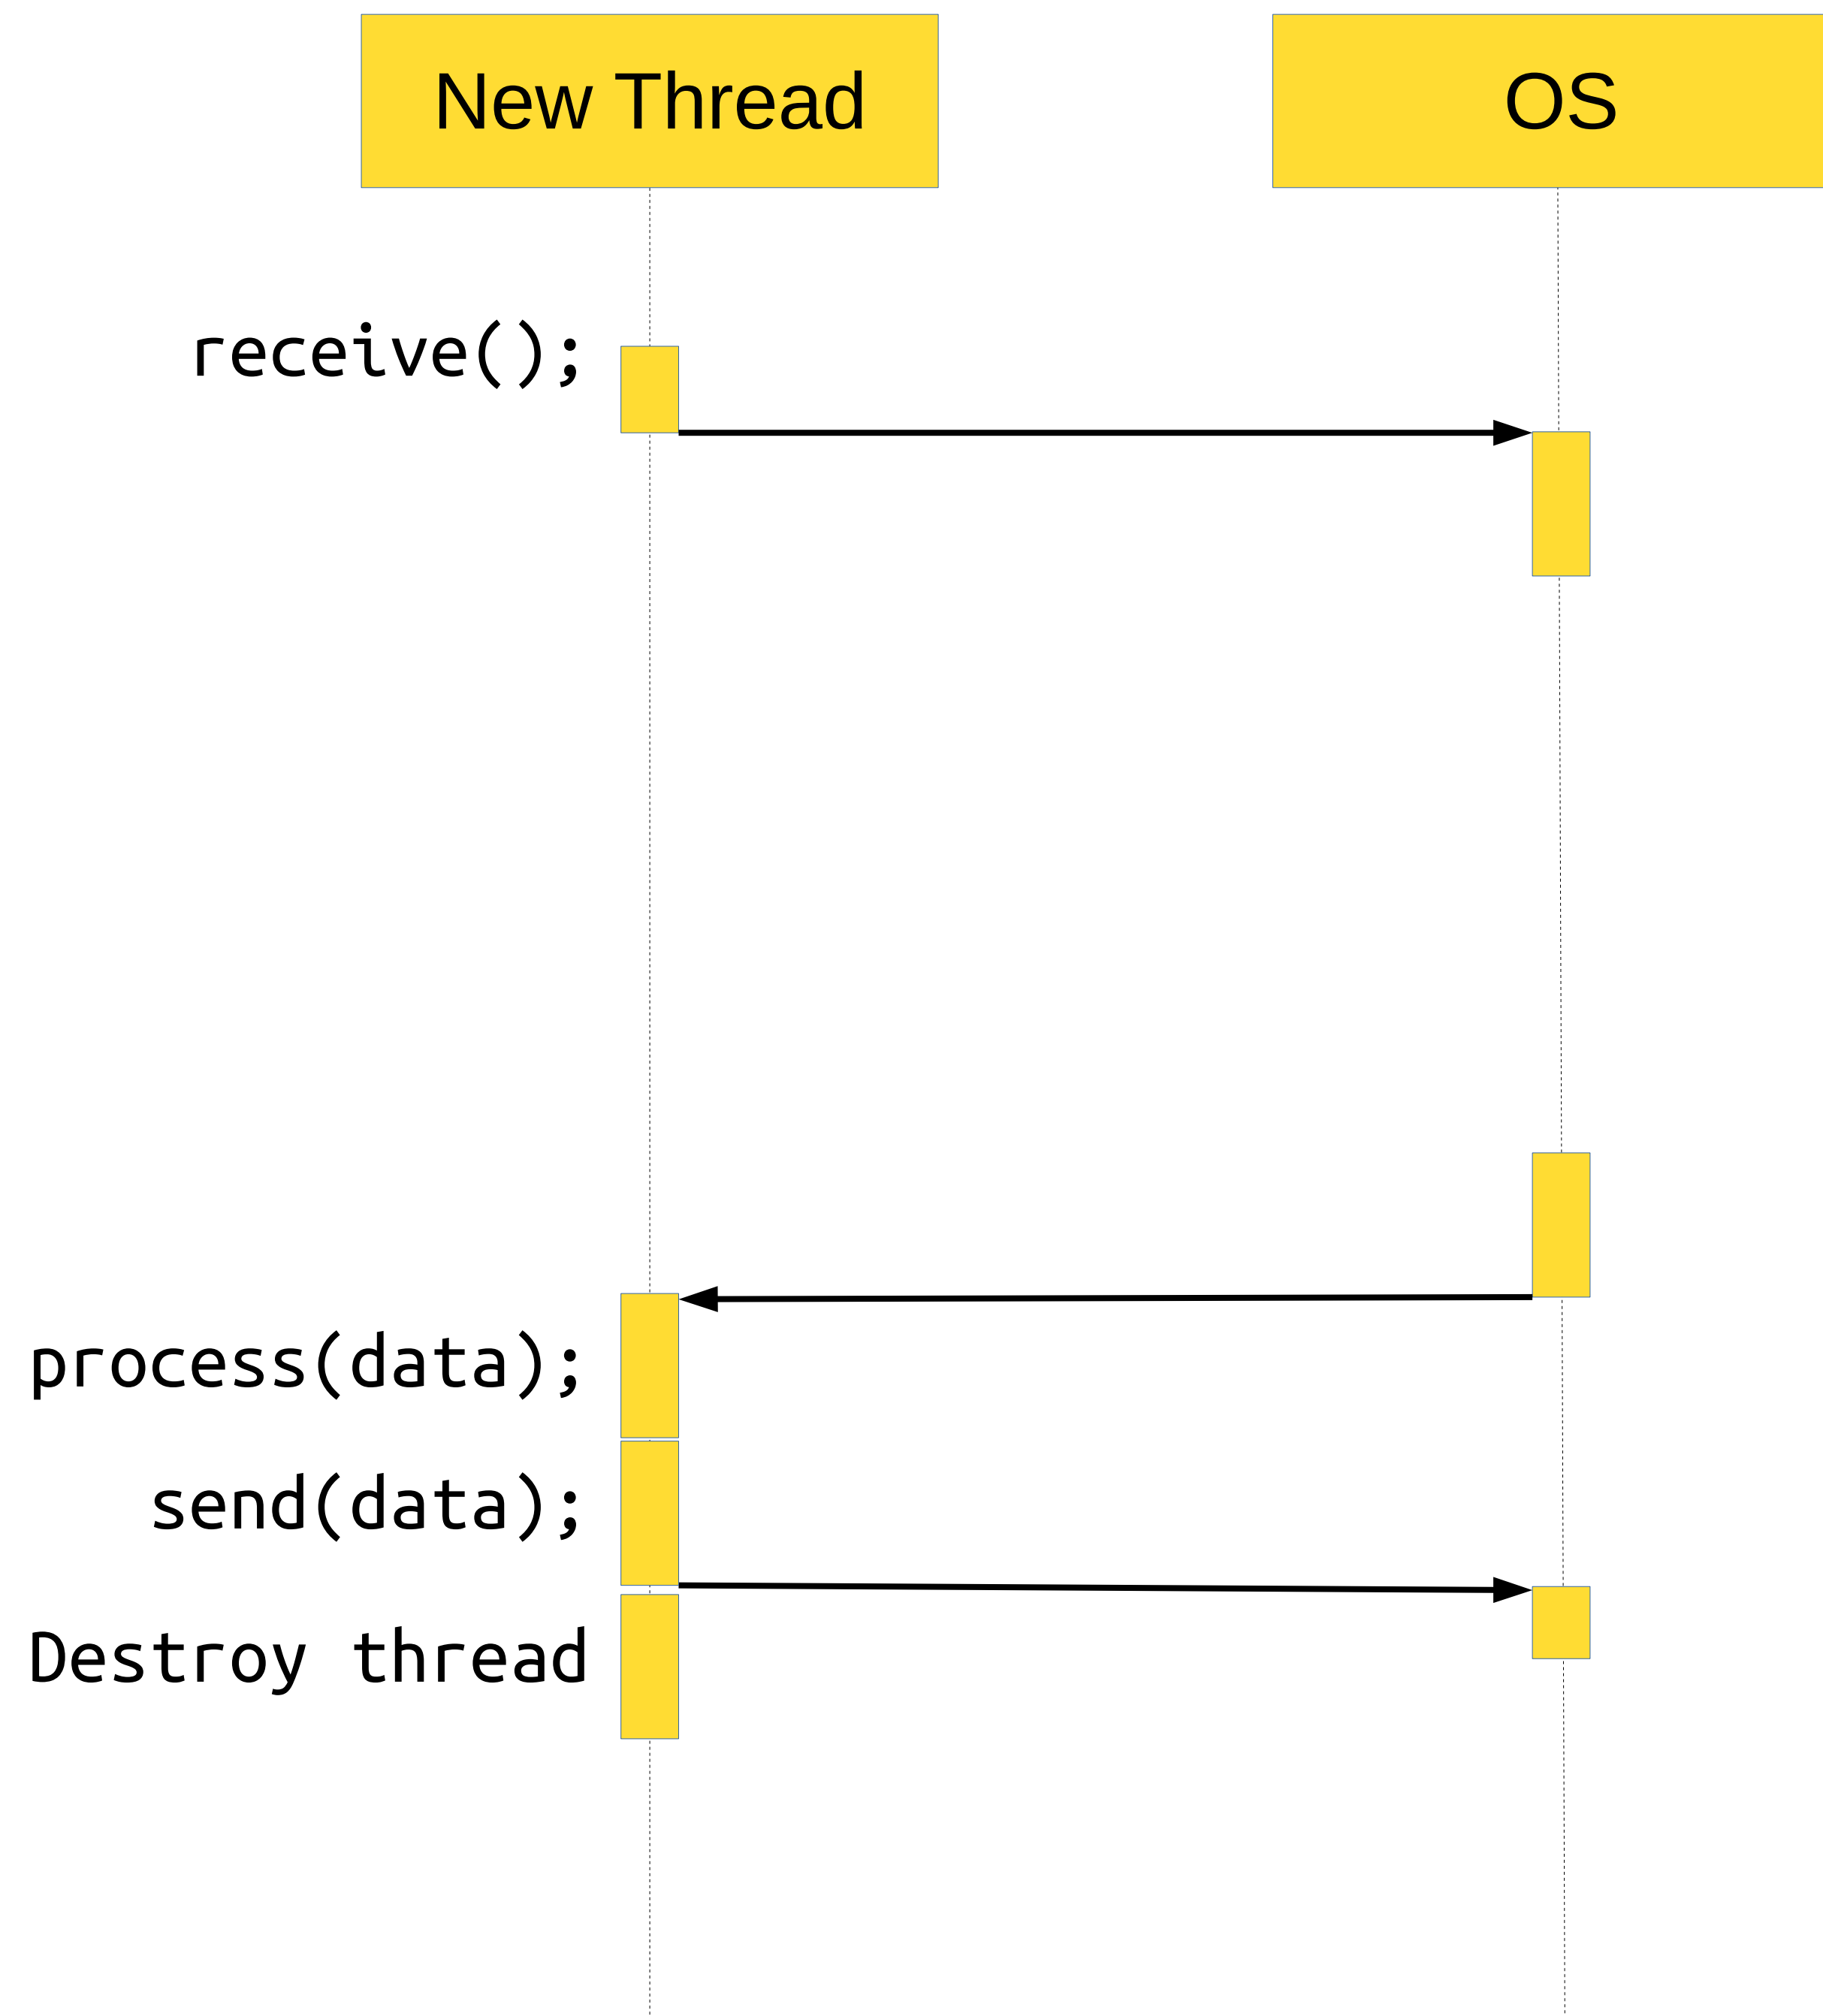 New Thread
OS
receive();
process(data);
send(data);
Destroy thread